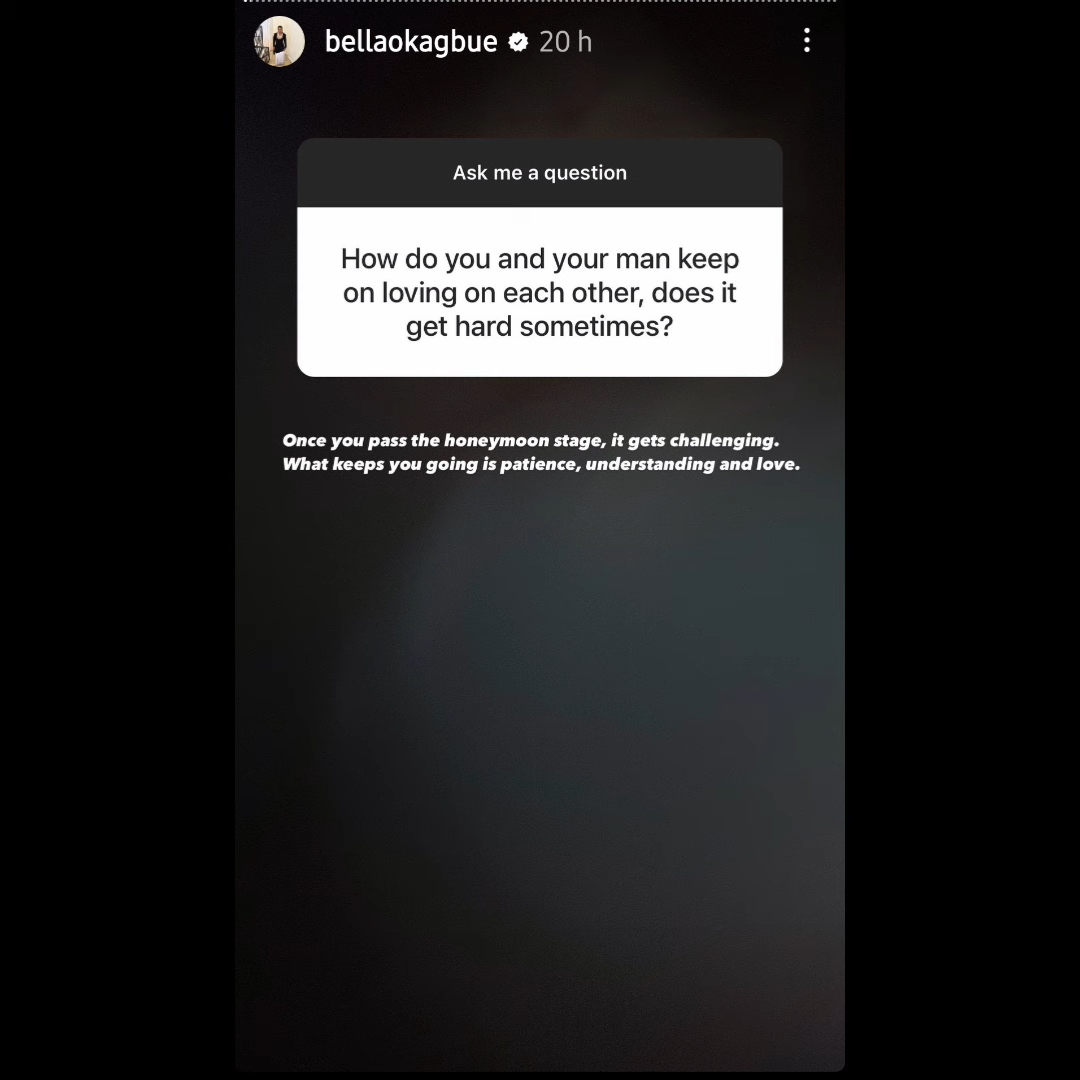 bellaokagbue 20 h
Ask me a question
How do you and your man keep
on loving on each other, does it
get hard sometimes?
Once you pass the honeymoon stage, it gets challenging.
What keeps you going is patience, understanding and love.